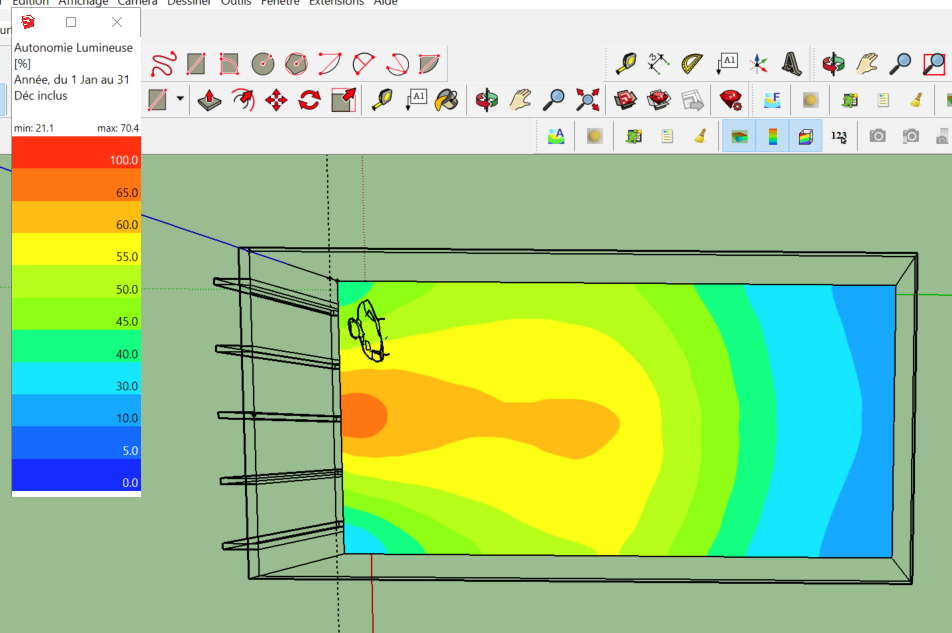 Edition Affichage Caméra Dessiner Outils Fenêtre Extensions Aide
Autonomie Lumineuse
[%]
Année, du 1 Jan au 31
Déc inclus
min: 21.1 max: 70.4
100.0
65.0
60.0
55.0
50.0
45.0
40.0
30.0
10.0
5.0
0.0
A1
A1
F
A
123